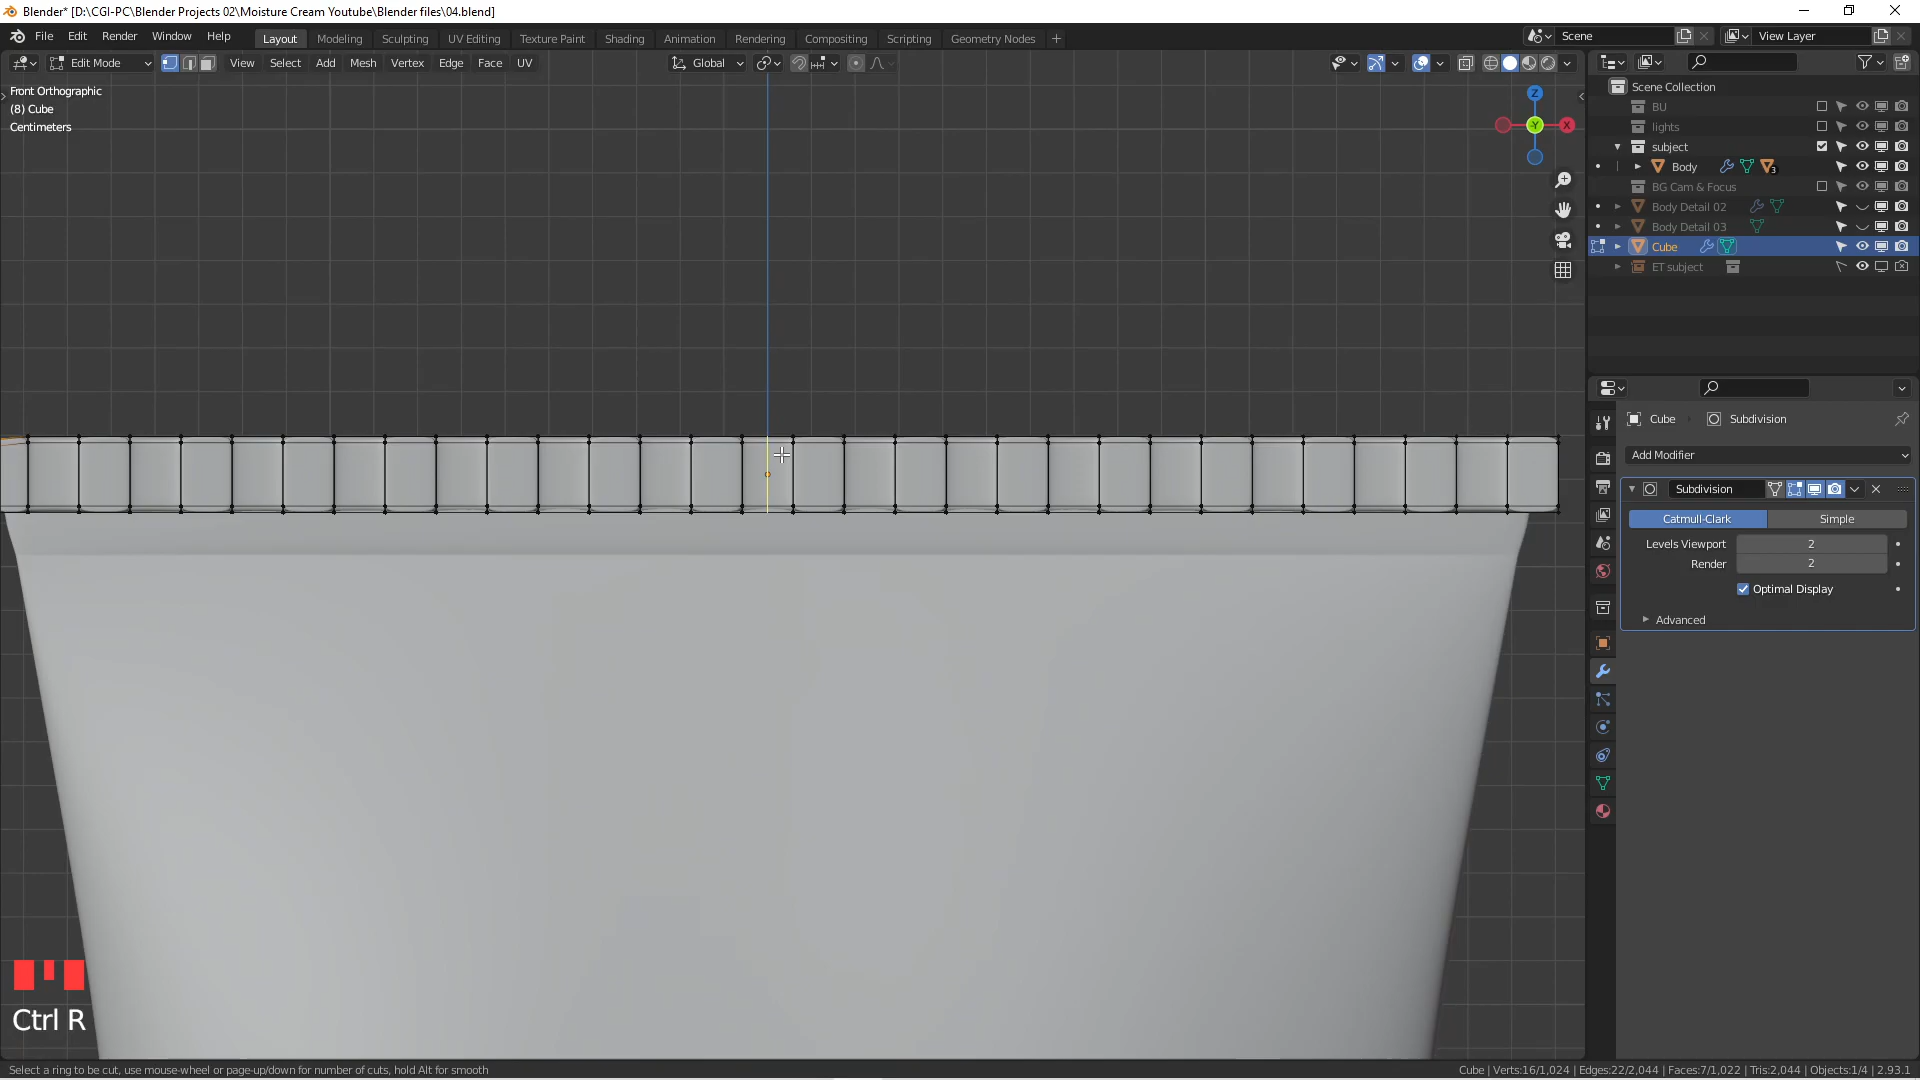 Blender* [D:\CGI-PC\Blender Projects 02\Moisture Cream Youtube\Blender files\04.blend]
File Edit Render Window Help Layout Modeling Sculpting UV Editing Texture Paint Shading Animation Rendering Compositing Scripting Geometry Nodes + Scene View Layer
Edit Mode View Select Add Mesh Vertex Edge Face UV Global
Front Orthographic
(8) Cube
Centimeters
Z
Y
X
Scene Collection
BU
lights
subject
Body 3
BG Cam & Focus
Body Detail 02
Body Detail 03
Cube
ET subject
Cube Subdivision
Add Modifier
Subdivision
Catmull-Clark Simple
Levels Viewport 2
Render 2
Optimal Display
Advanced
Ctrl R
Select a ring to be cut, use mouse-wheel or page-up/down for number of cuts, hold Alt for smooth
Cube | Verts:16/1,024 | Edges:22/2,044 | Faces:7/1,022 | Tris:2,044 | Objects:1/4 | 2.93.1